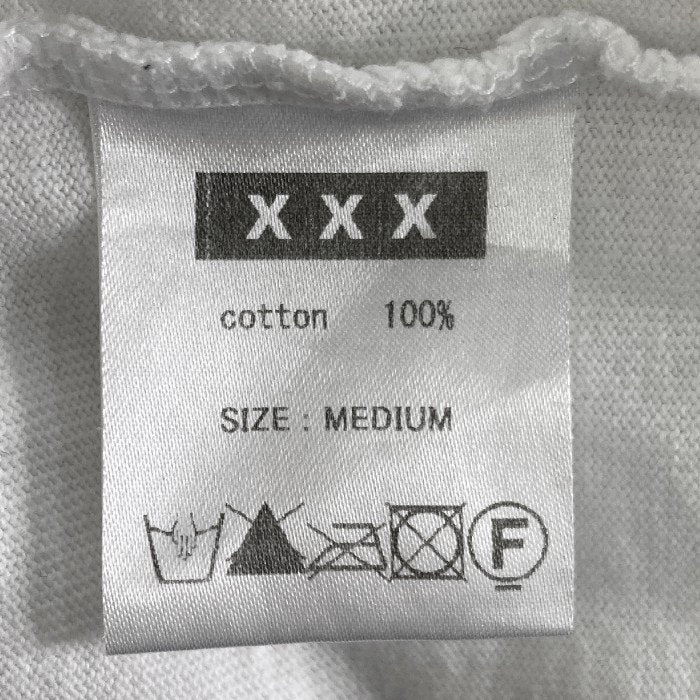 XXX
cotton 100%
SIZE : MEDIUM
F